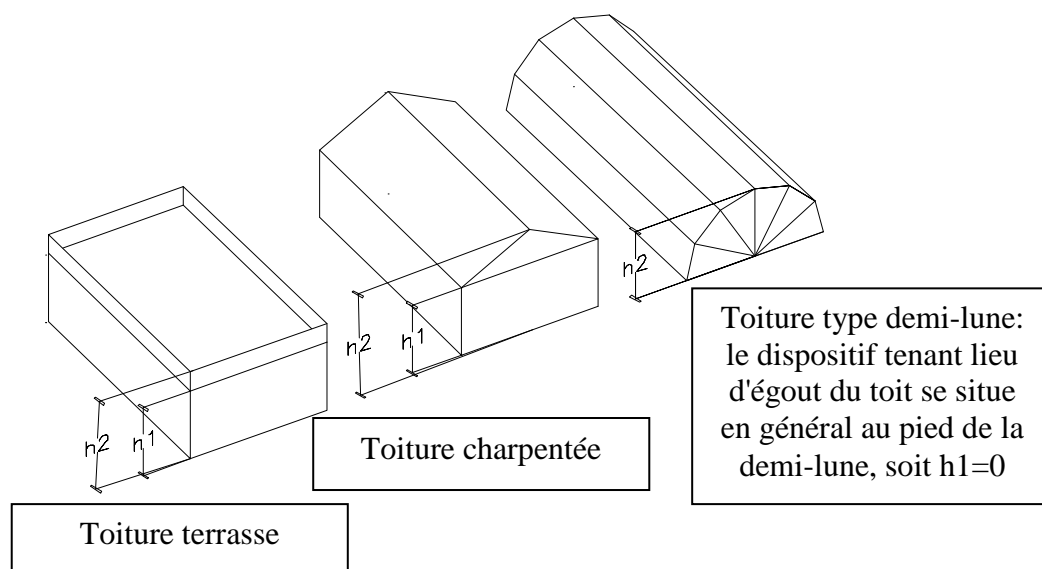 h2
h1
h2
h1
h2
Toiture terrasse
Toiture charpentée
Toiture type demi-lune:
le dispositif tenant lieu
d'égout du toit se situe
en général au pied de la
demi-lune, soit h1=0